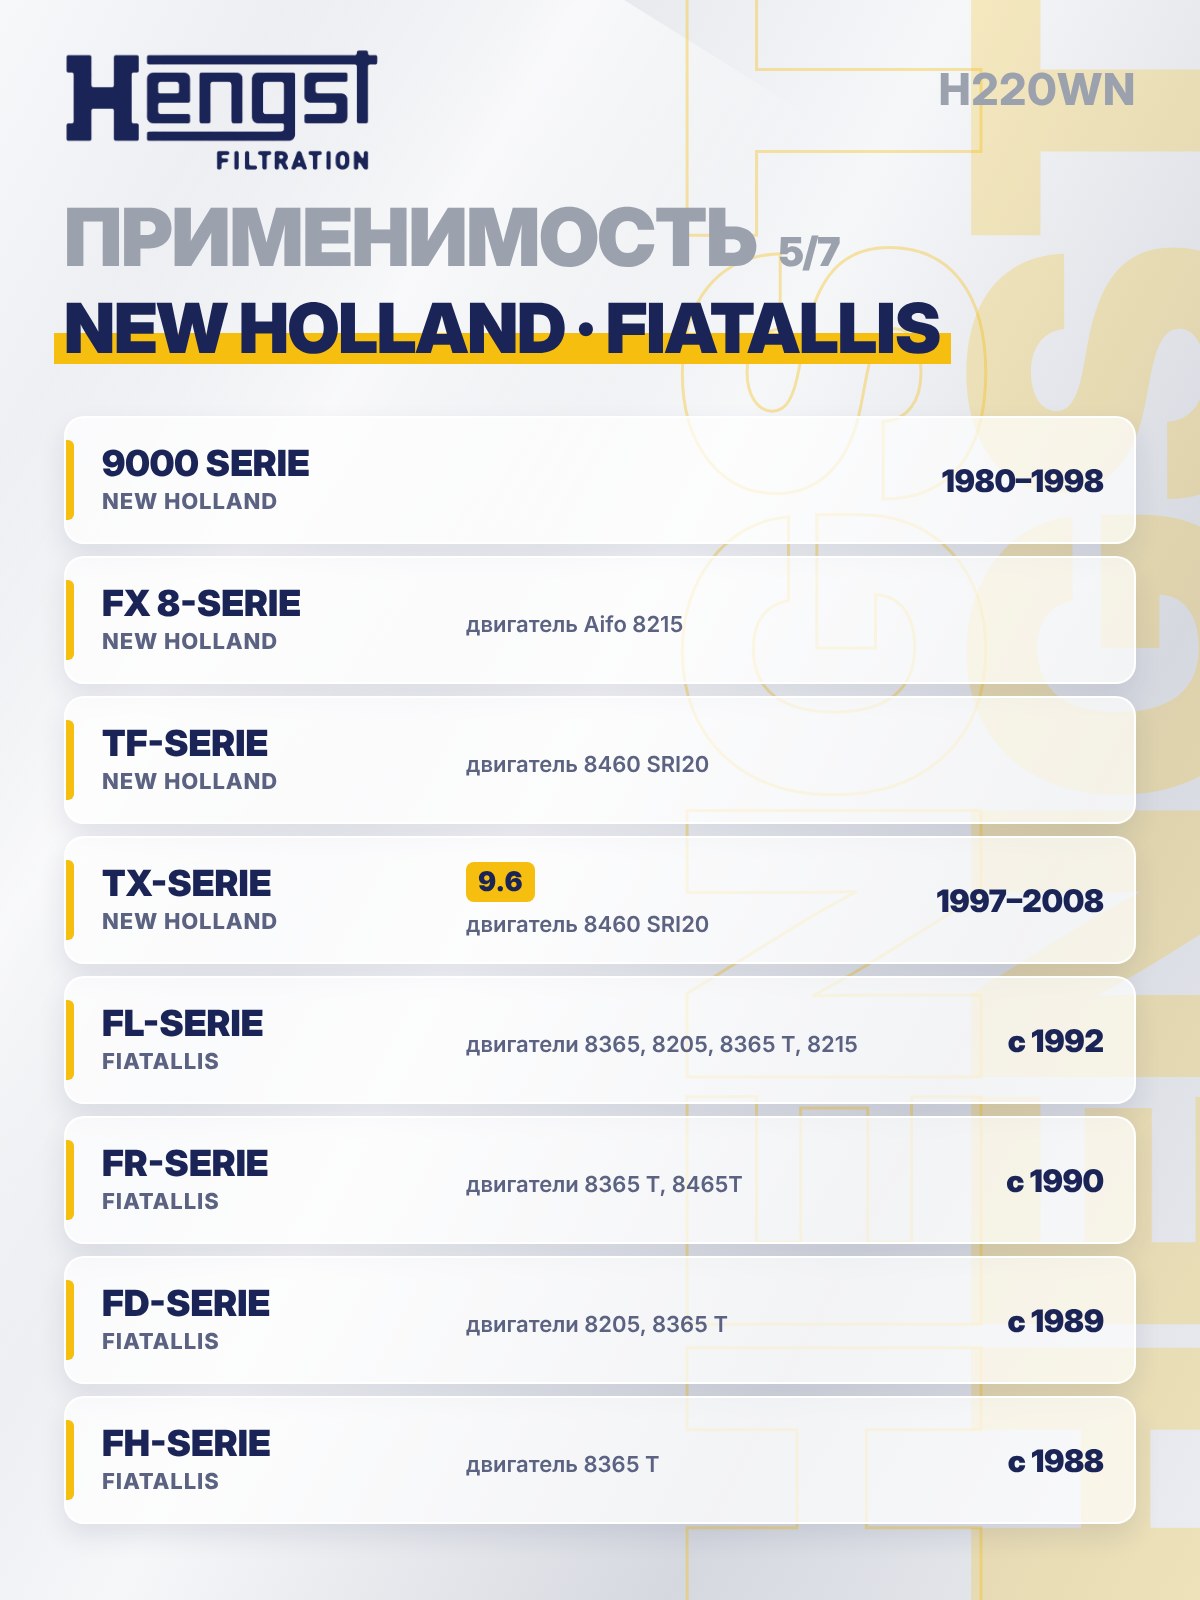 Hengst
FILTRATION
H220WN
ПРИМЕНИМОСТЬ 5/7
NEW HOLLAND · FIATALLIS
9000 SERIE
NEW HOLLAND
1980–1998
FX 8-SERIE
NEW HOLLAND
двигатель Aifo 8215
TF-SERIE
NEW HOLLAND
двигатель 8460 SRI20
TX-SERIE
NEW HOLLAND
9.6
двигатель 8460 SRI20
1997–2008
FL-SERIE
FIATALLIS
двигатели 8365, 8205, 8365 T, 8215
с 1992
FR-SERIE
FIATALLIS
двигатели 8365 T, 8465T
с 1990
FD-SERIE
FIATALLIS
двигатели 8205, 8365 T
с 1989
FH-SERIE
FIATALLIS
двигатель 8365 T
с 1988
HENGST
HENGST